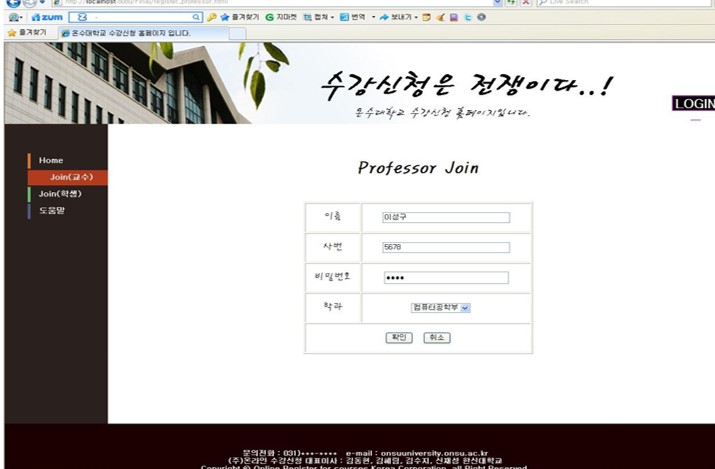 http://localhost
Live Search
zum
즐겨찾기 G 지마켓 캡쳐 번역 보내기
즐겨찾기 온수대학교 수강신청 홈페이지 입니다.
수강신청은 전쟁이다..!
온수대학교 수강신청 홈페이지입니다.
LOGIN
Home
Join(교수)
Join(학생)
도움말
Professor Join
이름 이성구
사번 5678
비밀번호 ••••
학과 컴퓨터공학부
확인 취소
문의전화 : 031)***-**** e-mail : onsuuniversity.onsu.ac.kr
(주)온라인 수강신청 대표이사 : 김동현, 김혜림, 김수지, 신재성 한신대학교
Copyright © Online Register for courses Korea Corporation. all Right Reserved